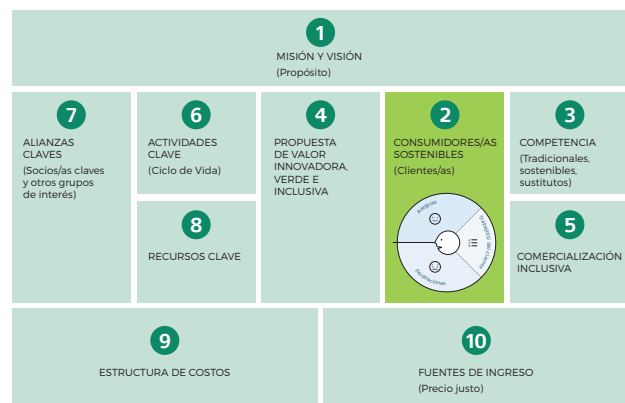 1
MISIÓN Y VISIÓN
(Propósito)
7
ALIANZAS
CLAVES
(Socios/as claves
y otros grupos
de interés)
6
ACTIVIDADES
CLAVE
(Ciclo de Vida)
8
RECURSOS CLAVE
4
PROPUESTA
DE VALOR
INNOVADORA,
VERDE E
INCLUSIVA
2
CONSUMIDORES/AS
SOSTENIBLES
(Clientes/as)
Alegrías
Trabajo(s) del cliente
Frustraciones
3
COMPETENCIA
(Tradicionales,
sostenibles,
sustitutos)
5
COMERCIALIZACIÓN
INCLUSIVA
9
ESTRUCTURA DE COSTOS
10
FUENTES DE INGRESO
(Precio justo)